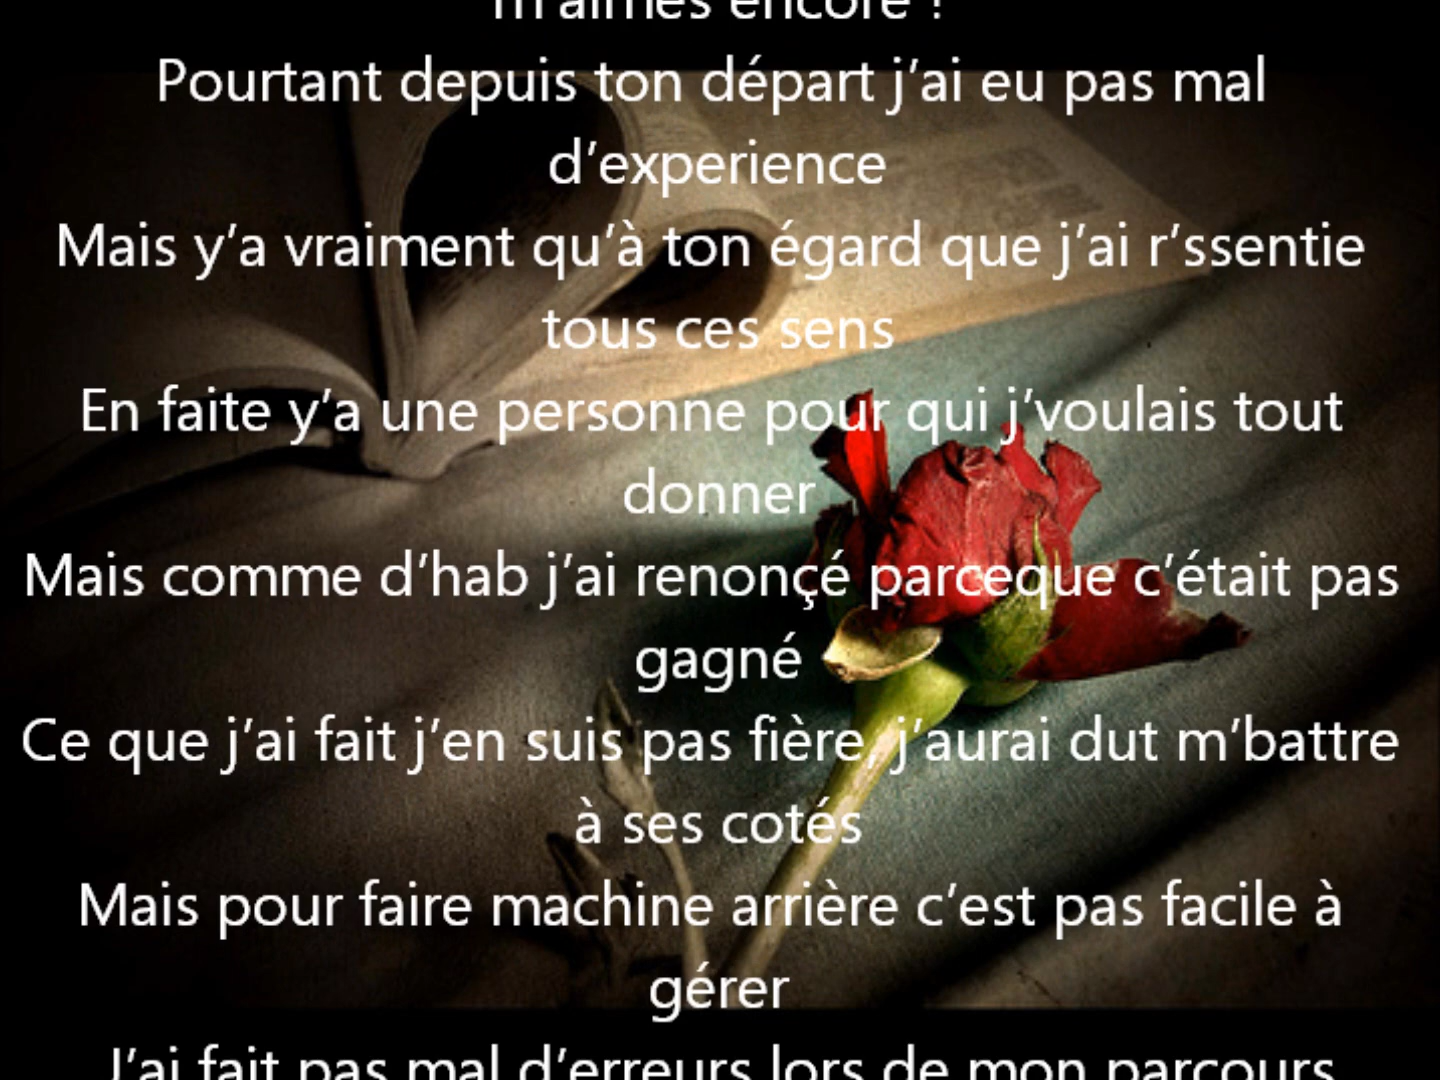 m'aimes encore ?
Pourtant depuis ton départ j'ai eu pas mal
d'experience
Mais y'a vraiment qu'à ton égard que j'ai r'ssentie
tous ces sens
En faite y'a une personne pour qui j'voulais tout
donner
Mais comme d'hab j'ai renonçé parceque c'était pas
gagné
Ce que j'ai fait j'en suis pas fière, j'aurai dut m'battre
à ses cotés
Mais pour faire machine arrière c'est pas facile à
gérer
J'ai fait pas mal d'erreurs lors de mon parcours